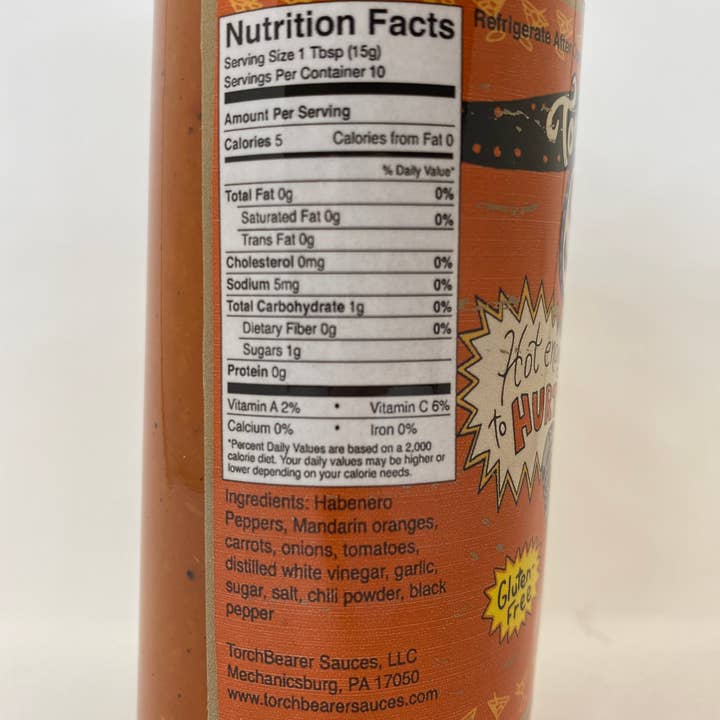 Nutrition Facts
Serving Size 1 Tbsp (15g)
Servings Per Container 10
Amount Per Serving
Calories 5 Calories from Fat 0
% Daily Value*
Total Fat 0g 0%
Saturated Fat 0g 0%
Trans Fat 0g
Cholesterol 0mg 0%
Sodium 5mg 0%
Total Carbohydrate 1g 0%
Dietary Fiber 0g 0%
Sugars 1g
Protein 0g
Vitamin A 2% • Vitamin C 6%
Calcium 0% • Iron 0%
*Percent Daily Values are based on a 2,000
calorie diet. Your daily values may be higher or
lower depending on your calorie needs.
Ingredients: Habenero
Peppers, Mandarin oranges,
carrots, onions, tomatoes,
distilled white vinegar, garlic,
sugar, salt, chili powder, black
pepper
TorchBearer Sauces, LLC
Mechanicsburg, PA 17050
www.torchbearersauces.com
Refrigerate After
Hot
to HUR
Gluten-
Free